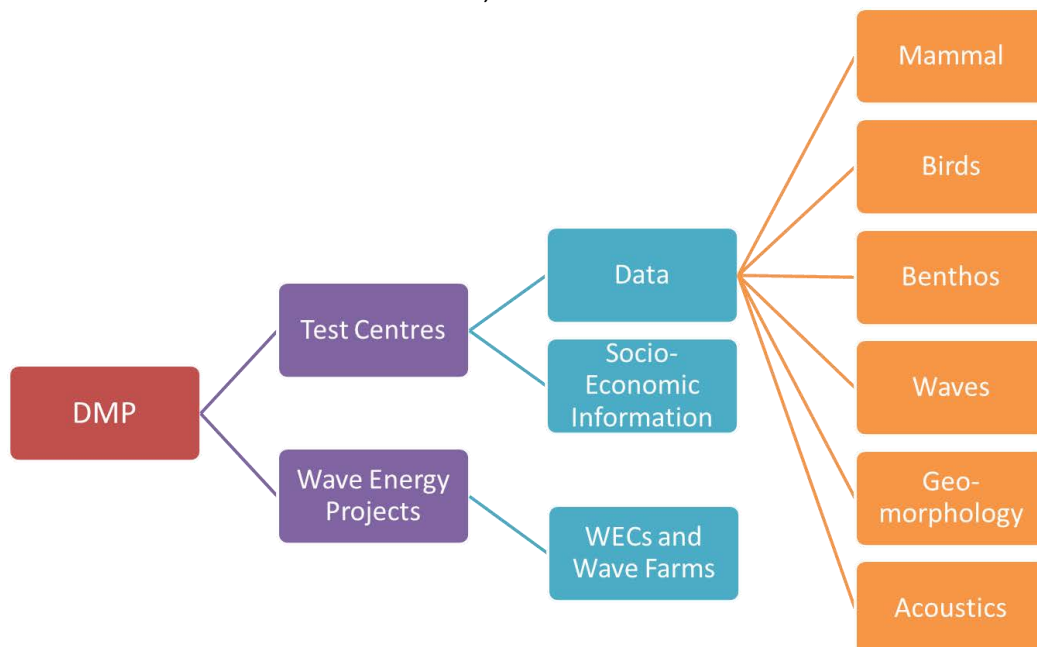 DMP
Test Centres
Wave Energy
Projects
Data
Socio-
Economic
Information
WECs and
Wave Farms
Mammal
Birds
Benthos
Waves
Geo-
morphology
Acoustics